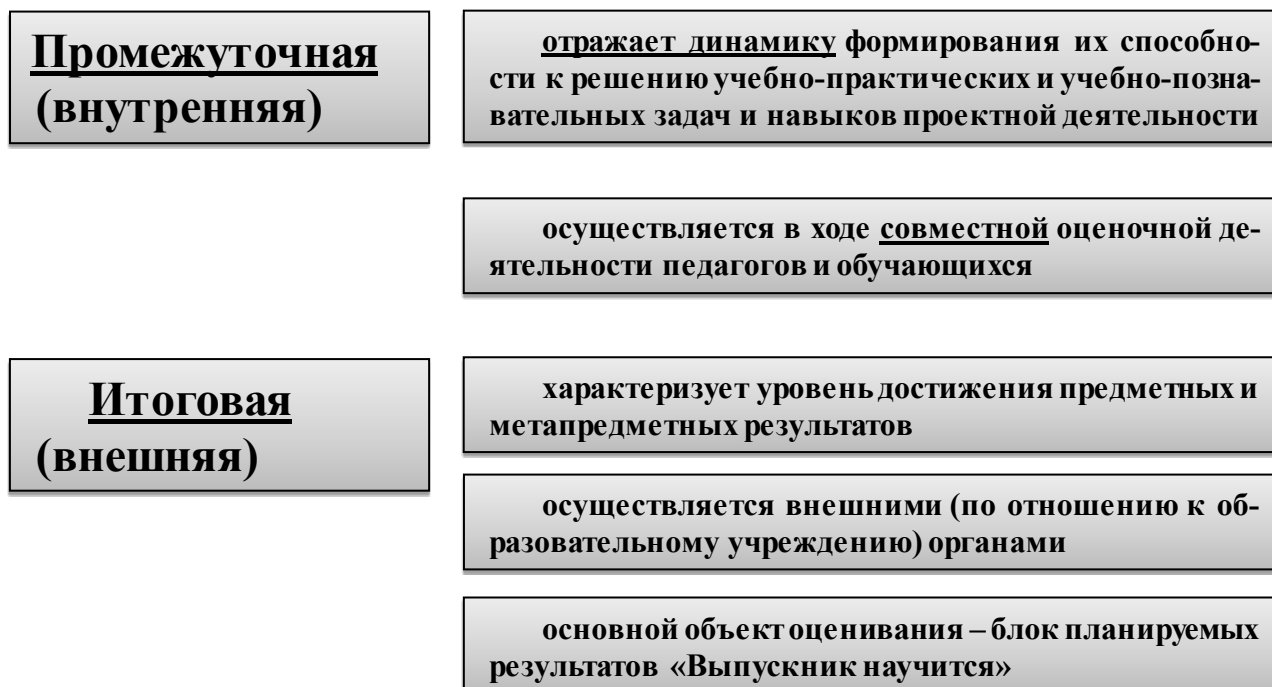 Промежуточная
(внутренняя)
отражает динамику формирования их способно-
сти к решению учебно-практических и учебно-позна-
вательных задач и навыков проектной деятельности
осуществляется в ходе совместной оценочной де-
ятельности педагогов и обучающихся
Итоговая
(внешняя)
характеризует уровень достижения предметных и
метапредметных результатов
осуществляется внешними (по отношению к об-
разовательному учреждению) органами
основной объект оценивания – блок планируемых
результатов «Выпускник научится»